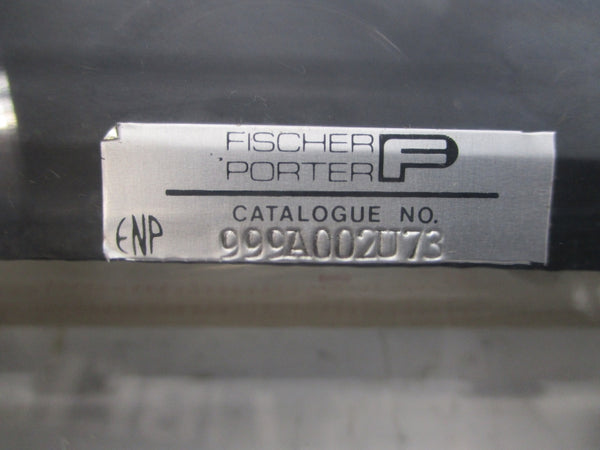 FISCHER
PORTER
CATALOGUE NO.
ENP 999A002U73